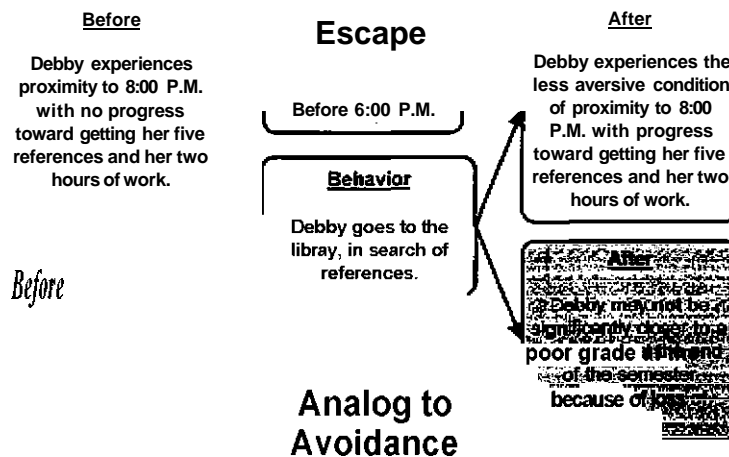 Before
Debby experiences
proximity to 8:00 P.M.
with no progress
toward getting her five
references and her two
hours of work.
Before
Escape
Before 6:00 P.M.
Behavior
Debby goes to the
libray, in search of
references.
Analog to
Avoidance
After
Debby experiences the
less aversive condition
of proximity to 8:00
P.M. with progress
toward getting her five
references and her two
hours of work.
After
Debby may not be
significantly closer to a
poor grade at the end
of the semester
because of loss